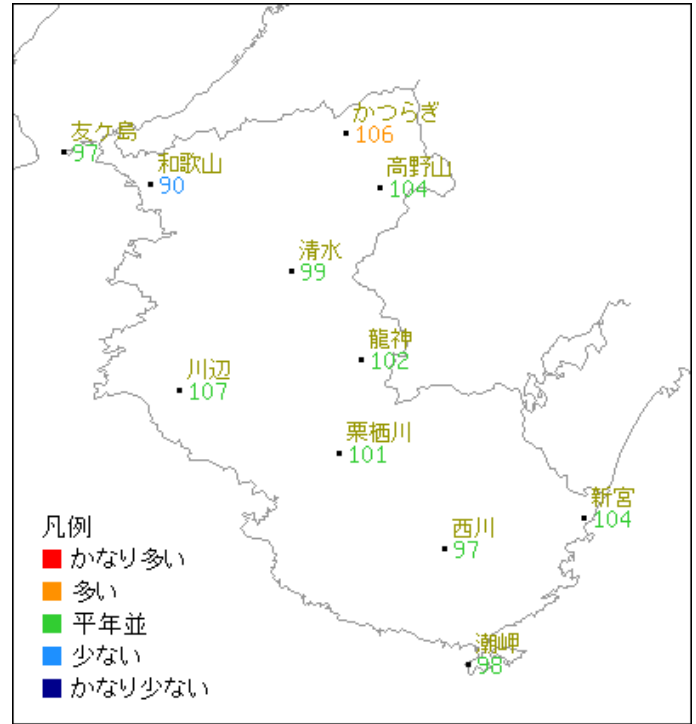 かつらぎ
106
友ケ島
97
和歌山
90
高野山
104
清水
99
龍神
102
川辺
107
栗栖川
101
新宮
104
西川
97
潮岬
98
凡例
かなり多い
多い
平年並
少ない
かなり少ない